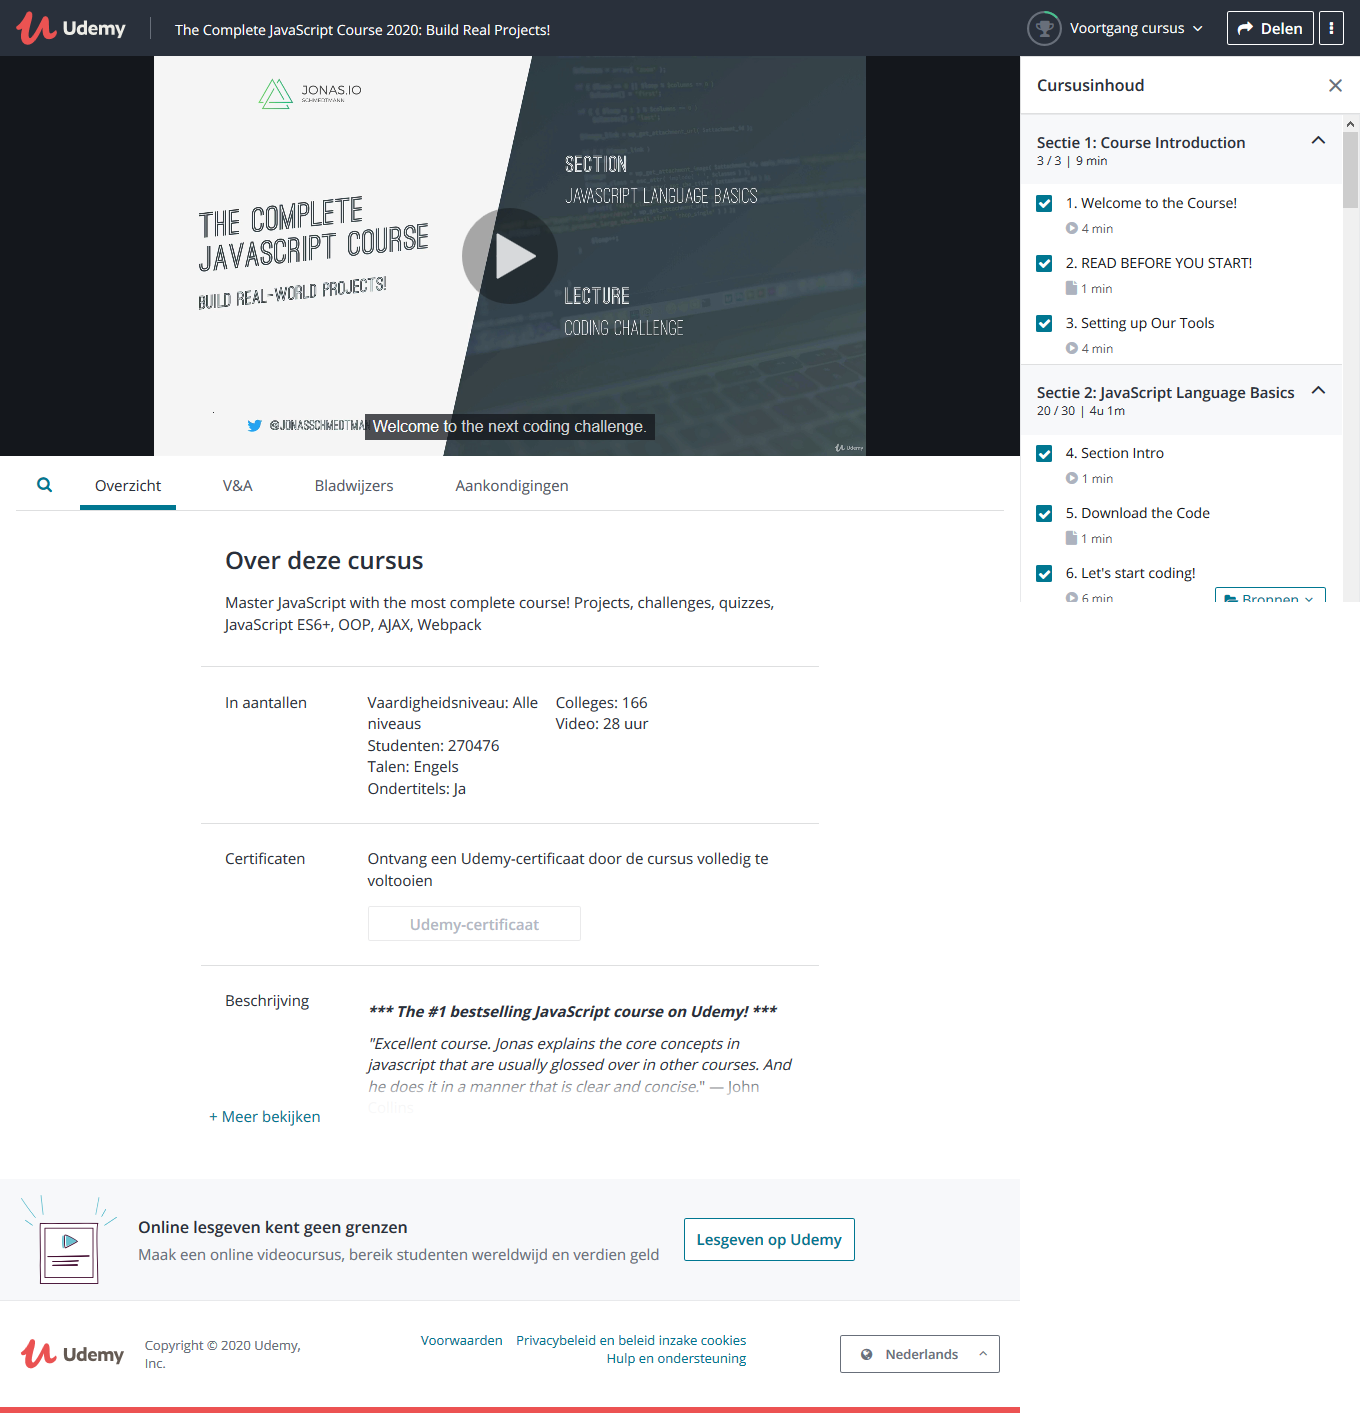 Udemy
The Complete JavaScript Course 2020: Build Real Projects!
Voortgang cursus
Delen
JONAS.IO
SCHMEDTMANN
THE COMPLETE
JAVASCRIPT COURSE
BUILD REAL-WORLD PROJECTS!
SECTION
JAVASCRIPT LANGUAGE BASICS
LECTURE
CODING CHALLENGE
@JONASSCHMEDTMAN
Welcome to the next coding challenge.
Udemy
Cursusinhoud
Sectie 1: Course Introduction
3 / 3 | 9 min
1. Welcome to the Course!
4 min
2. READ BEFORE YOU START!
1 min
3. Setting up Our Tools
4 min
Sectie 2: JavaScript Language Basics
20 / 30 | 4u 1m
4. Section Intro
1 min
5. Download the Code
1 min
6. Let's start coding!
6 min
Bronnen
Overzicht
V&A
Bladwijzers
Aankondigingen
Over deze cursus
Master JavaScript with the most complete course! Projects, challenges, quizzes,
JavaScript ES6+, OOP, AJAX, Webpack
In aantallen
Vaardigheidsniveau: Alle
niveaus
Studenten: 270476
Talen: Engels
Ondertitels: Ja
Colleges: 166
Video: 28 uur
Certificaten
Ontvang een Udemy-certificaat door de cursus volledig te
voltooien
Udemy-certificaat
Beschrijving
*** The #1 bestselling JavaScript course on Udemy! ***
"Excellent course. Jonas explains the core concepts in
javascript that are usually glossed over in other courses. And
he does it in a manner that is clear and concise." — John
Collins
+ Meer bekijken
Online lesgeven kent geen grenzen
Maak een online videocursus, bereik studenten wereldwijd en verdien geld
Lesgeven op Udemy
Udemy
Copyright © 2020 Udemy,
Inc.
Voorwaarden
Privacybeleid en beleid inzake cookies
Hulp en ondersteuning
Nederlands